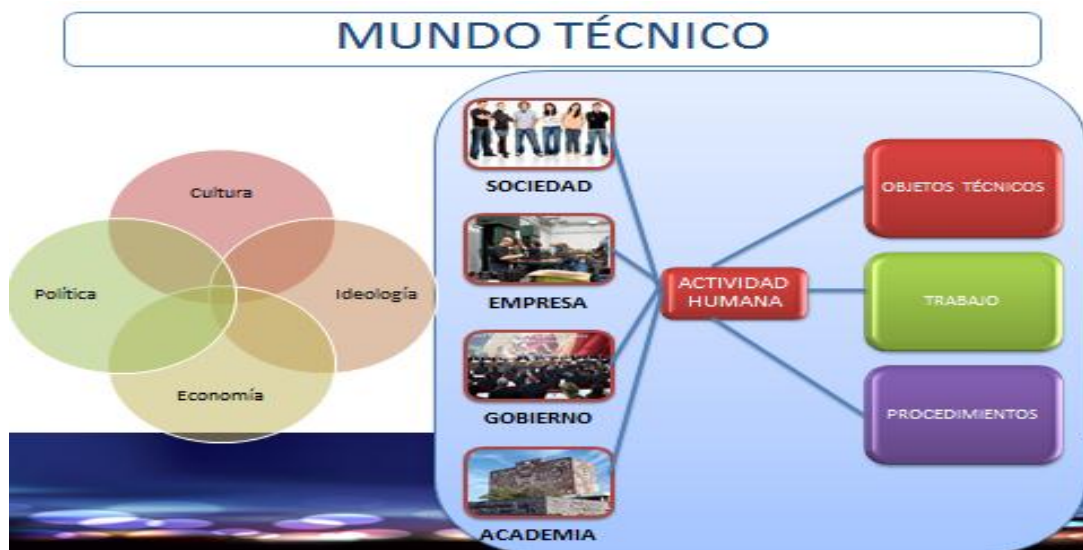 MUNDO TÉCNICO
Cultura
Política
Ideología
Economía
SOCIEDAD
EMPRESA
GOBIERNO
ACADEMIA
ACTIVIDAD
HUMANA
OBJETOS TÉCNICOS
TRABAJO
PROCEDIMIENTOS